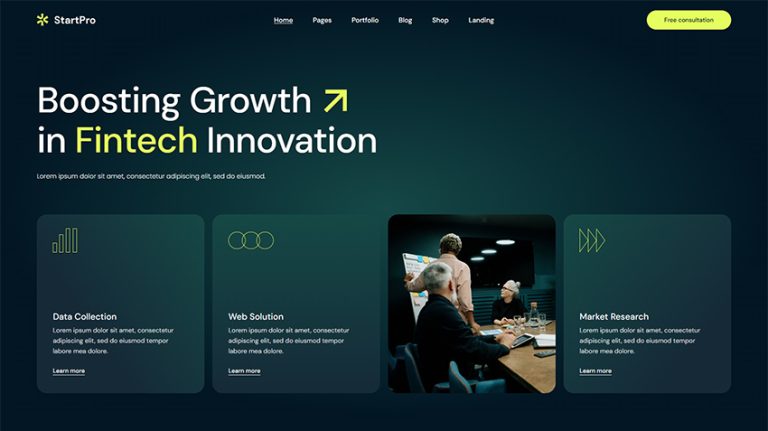 StartPro
Home Pages Portfolio Blog Shop Landing
Free consultation
Boosting Growth
in Fintech Innovation
Lorem ipsum dolor sit amet, consectetur adipiscing elit, sed do eiusmod.
Data Collection
Lorem ipsum dolor sit amet, consectetur
adipiscing elit, sed do eiusmod tempor
labore mea dolore.
Learn more
Web Solution
Lorem ipsum dolor sit amet, consectetur
adipiscing elit, sed do eiusmod tempor
labore mea dolore.
Learn more
Market Research
Lorem ipsum dolor sit amet, consectetur
adipiscing elit, sed do eiusmod tempor
labore mea dolore.
Learn more